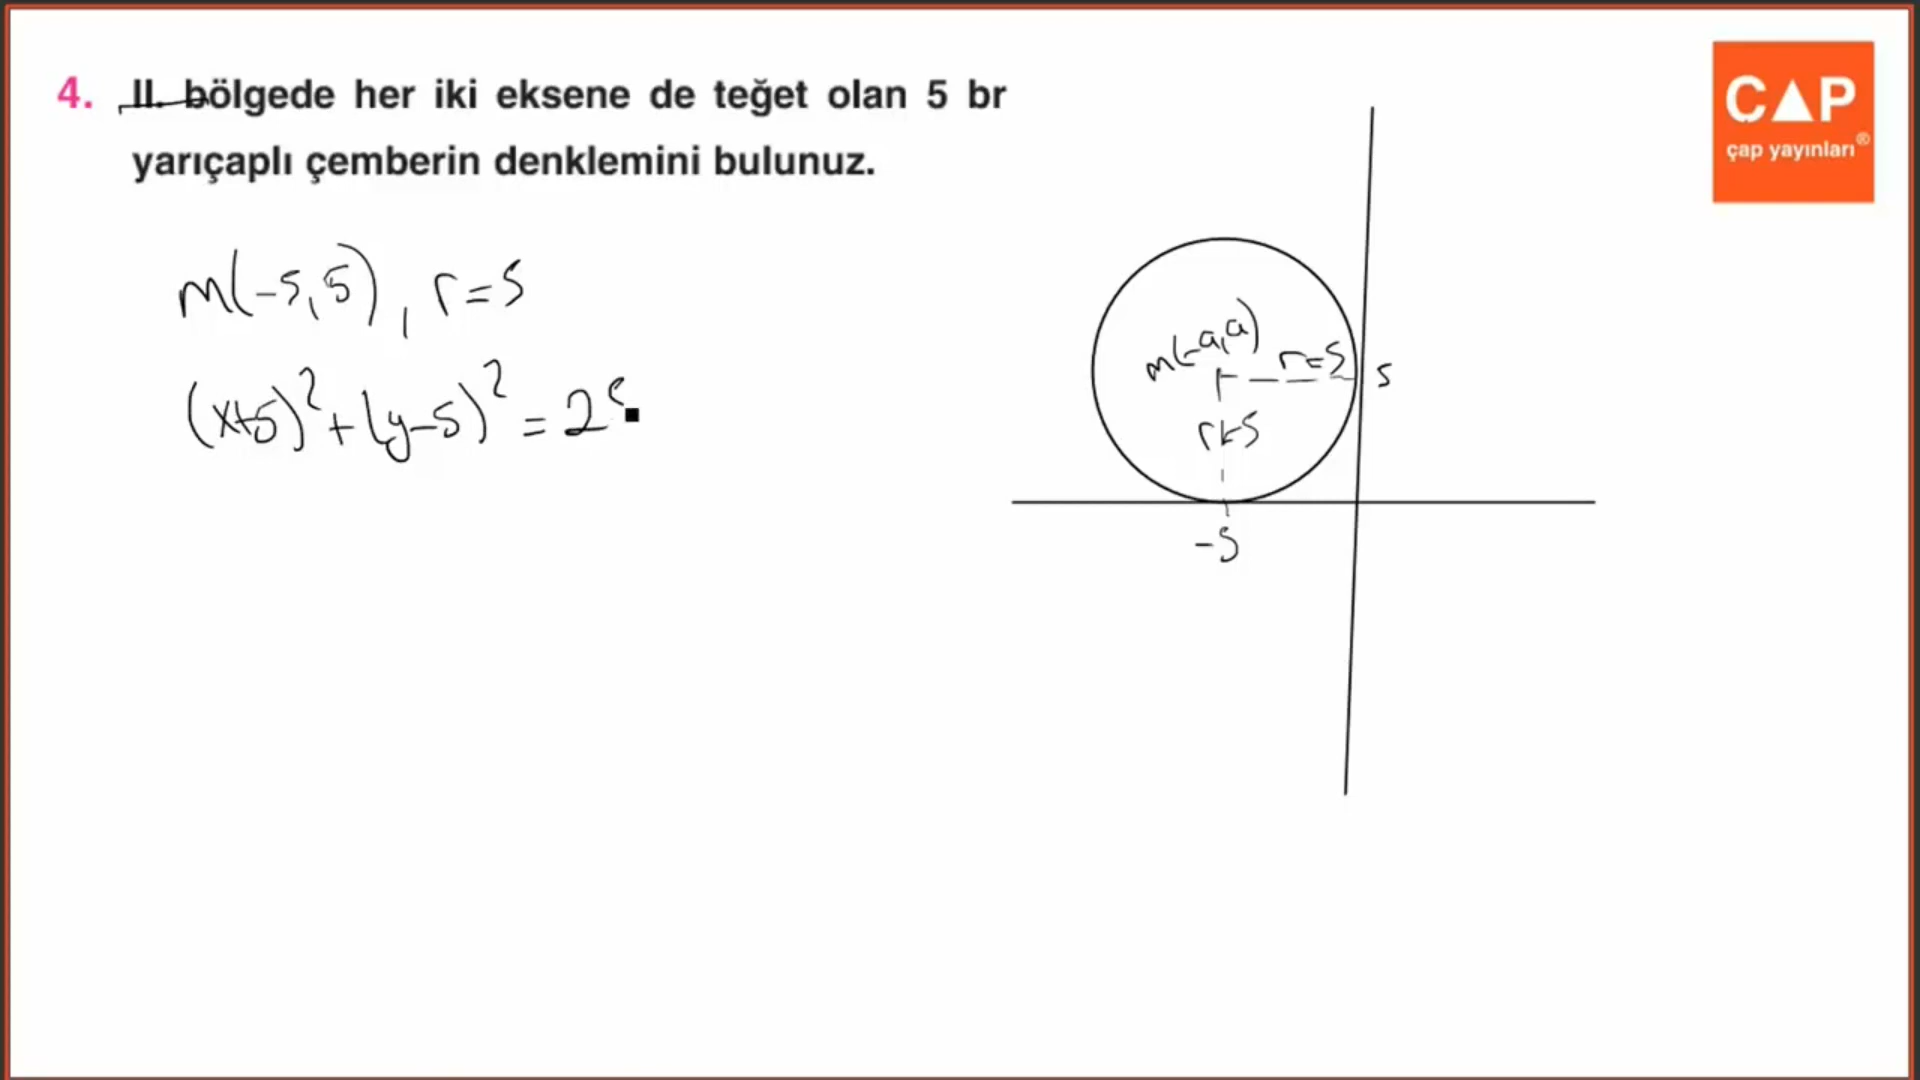 4. II. bölgede her iki eksene de teğet olan 5 br
yarıçaplı çemberin denklemini bulunuz.
CAP
çap yayınları®
m(-5,5), r=5
(x+5)²+(y-5)²=25
m(-a,a)
r=5
5
r=5
-5